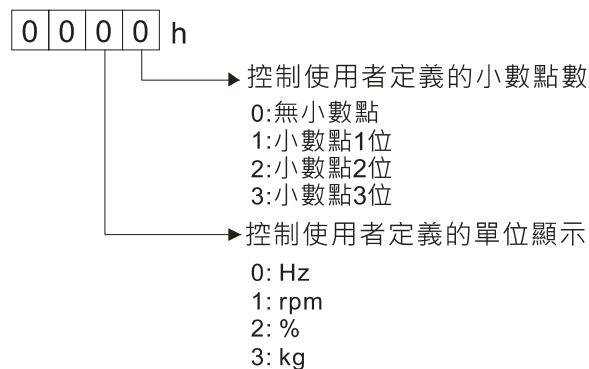 0 0 0 0 h
控制使用者定義的小數點數
0:無小數點
1:小數點1位
2:小數點2位
3:小數點3位
控制使用者定義的單位顯示
0: Hz
1: rpm
2: %
3: kg